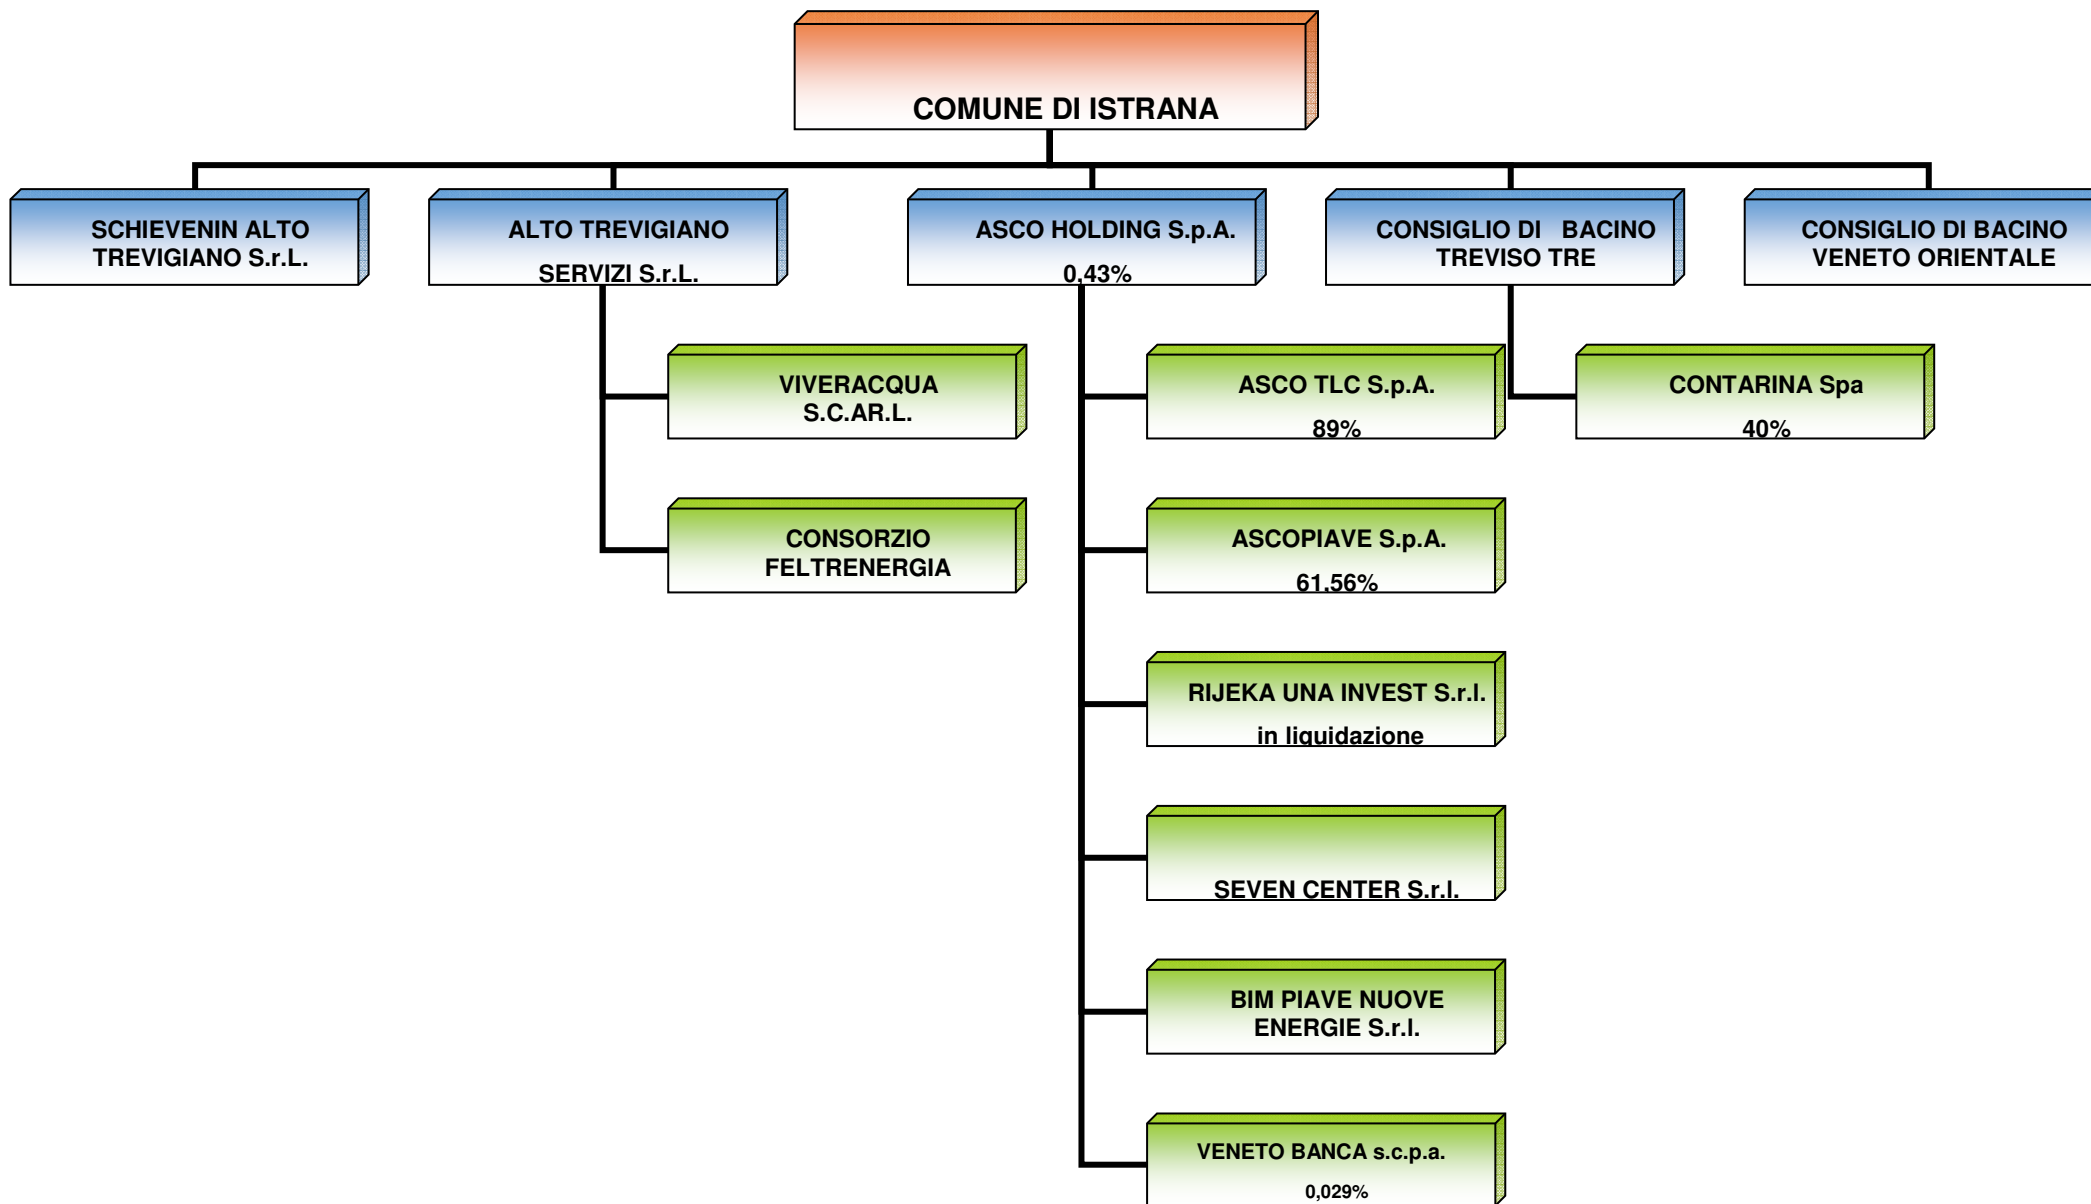 COMUNE DI ISTRANA
SCHIEVENIN ALTO
TREVIGIANO S.r.L.
ALTO TREVIGIANO
SERVIZI S.r.L.
ASCO HOLDING S.p.A.
0,43%
CONSIGLIO DI BACINO
TREVISO TRE
CONSIGLIO DI BACINO
VENETO ORIENTALE
VIVERACQUA
S.C.AR.L.
CONSORZIO
FELTRENERGIA
ASCO TLC S.p.A.
89%
ASCOPIAVE S.p.A.
61,56%
RIJEKA UNA INVEST S.r.l.
in liquidazione
SEVEN CENTER S.r.l.
BIM PIAVE NUOVE
ENERGIE S.r.l.
VENETO BANCA s.c.p.a.
0,029%
CONTARINA Spa
40%